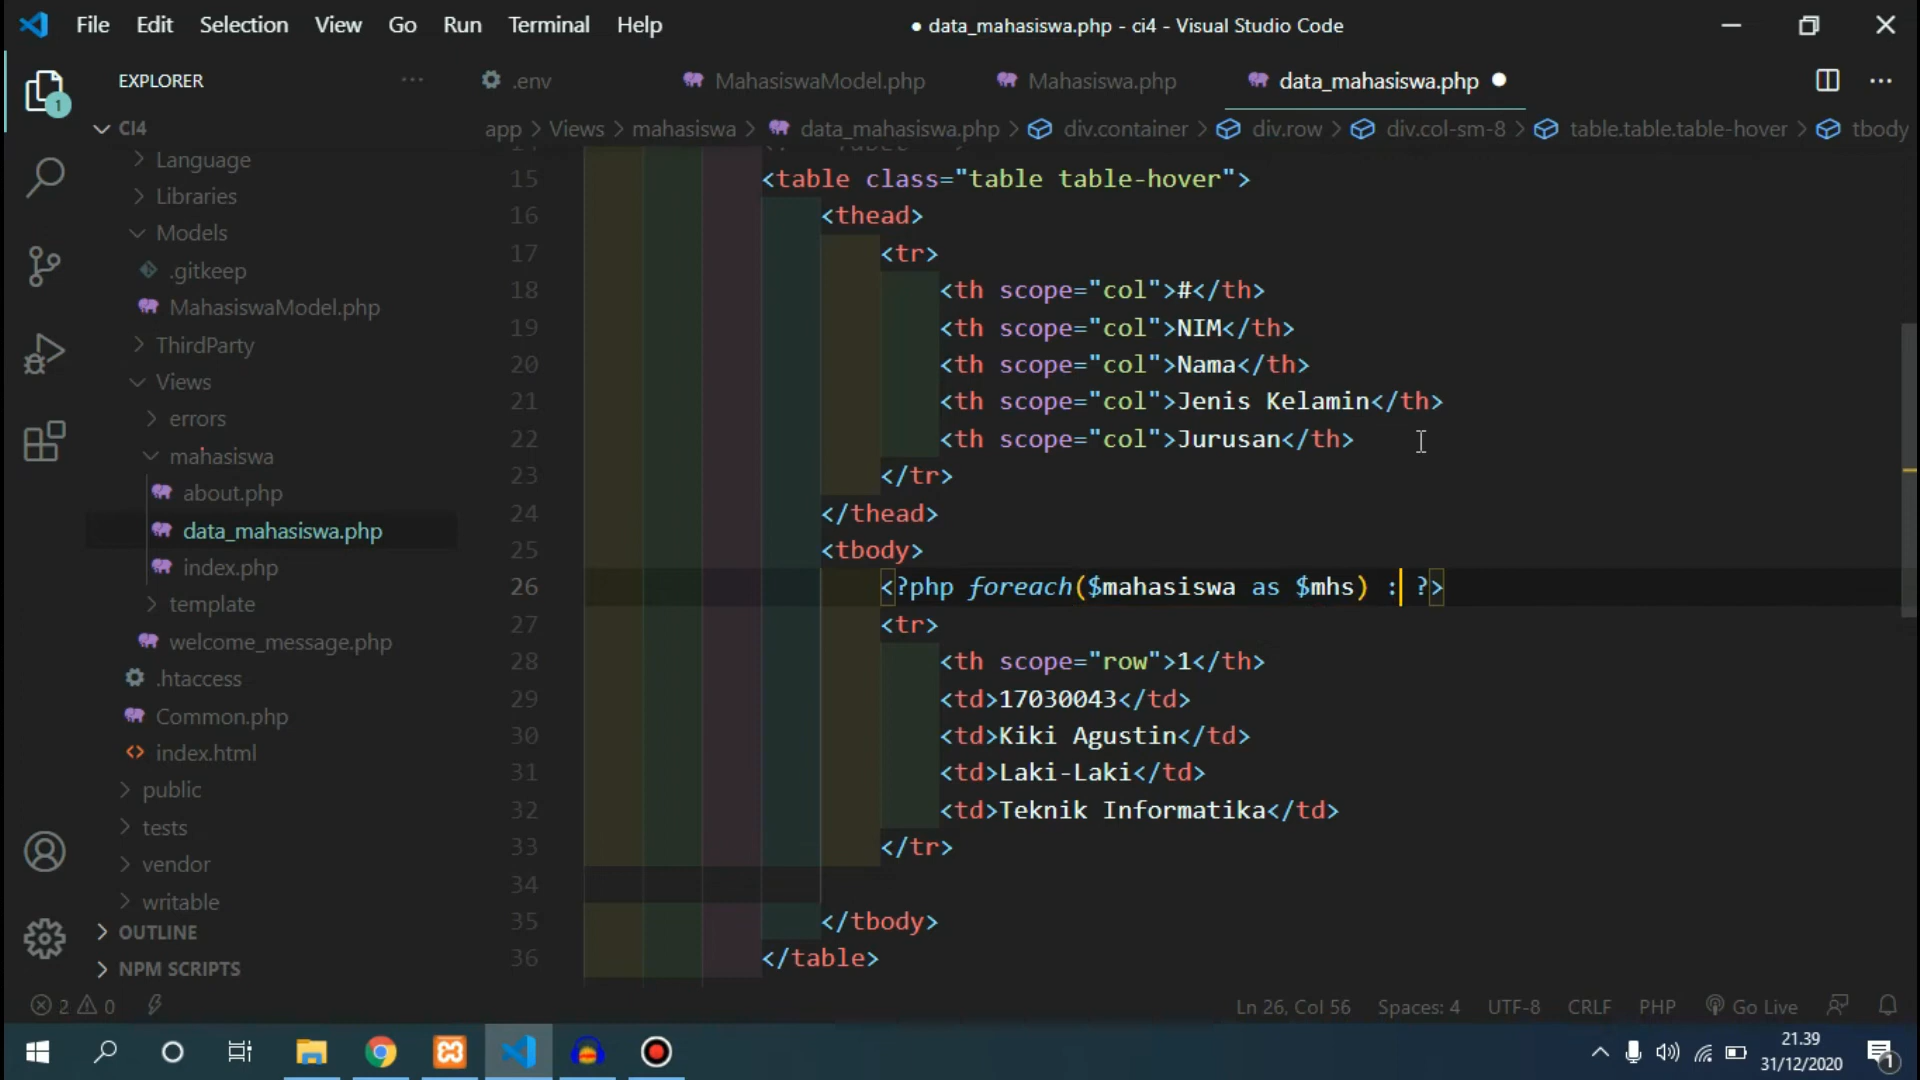 File Edit Selection View Go Run Terminal Help
● data_mahasiswa.php - ci4 - Visual Studio Code
EXPLORER ···
.env
MahasiswaModel.php
Mahasiswa.php
data_mahasiswa.php ●
app > Views > mahasiswa > data_mahasiswa.php > div.container > div.row > div.col-sm-8 > table.table.table-hover > tbody
CI4
Language
Libraries
Models
.gitkeep
MahasiswaModel.php
ThirdParty
Views
errors
mahasiswa
about.php
data_mahasiswa.php
index.php
template
welcome_message.php
.htaccess
Common.php
index.html
public
tests
vendor
writable
OUTLINE
NPM SCRIPTS
1
15 <table class="table table-hover">
16 <thead>
17 <tr>
18 <th scope="col">#</th>
19 <th scope="col">NIM</th>
20 <th scope="col">Nama</th>
21 <th scope="col">Jenis Kelamin</th>
22 <th scope="col">Jurusan</th>
23 </tr>
24 </thead>
25 <tbody>
26 <?php foreach($mahasiswa as $mhs) : ?>
27 <tr>
28 <th scope="row">1</th>
29 <td>17030043</td>
30 <td>Kiki Agustin</td>
31 <td>Laki-Laki</td>
32 <td>Teknik Informatika</td>
33 </tr>
34
35 </tbody>
36 </table>
2 0
Ln 26, Col 56 Spaces: 4 UTF-8 CRLF PHP Go Live
21.39
31/12/2020
1